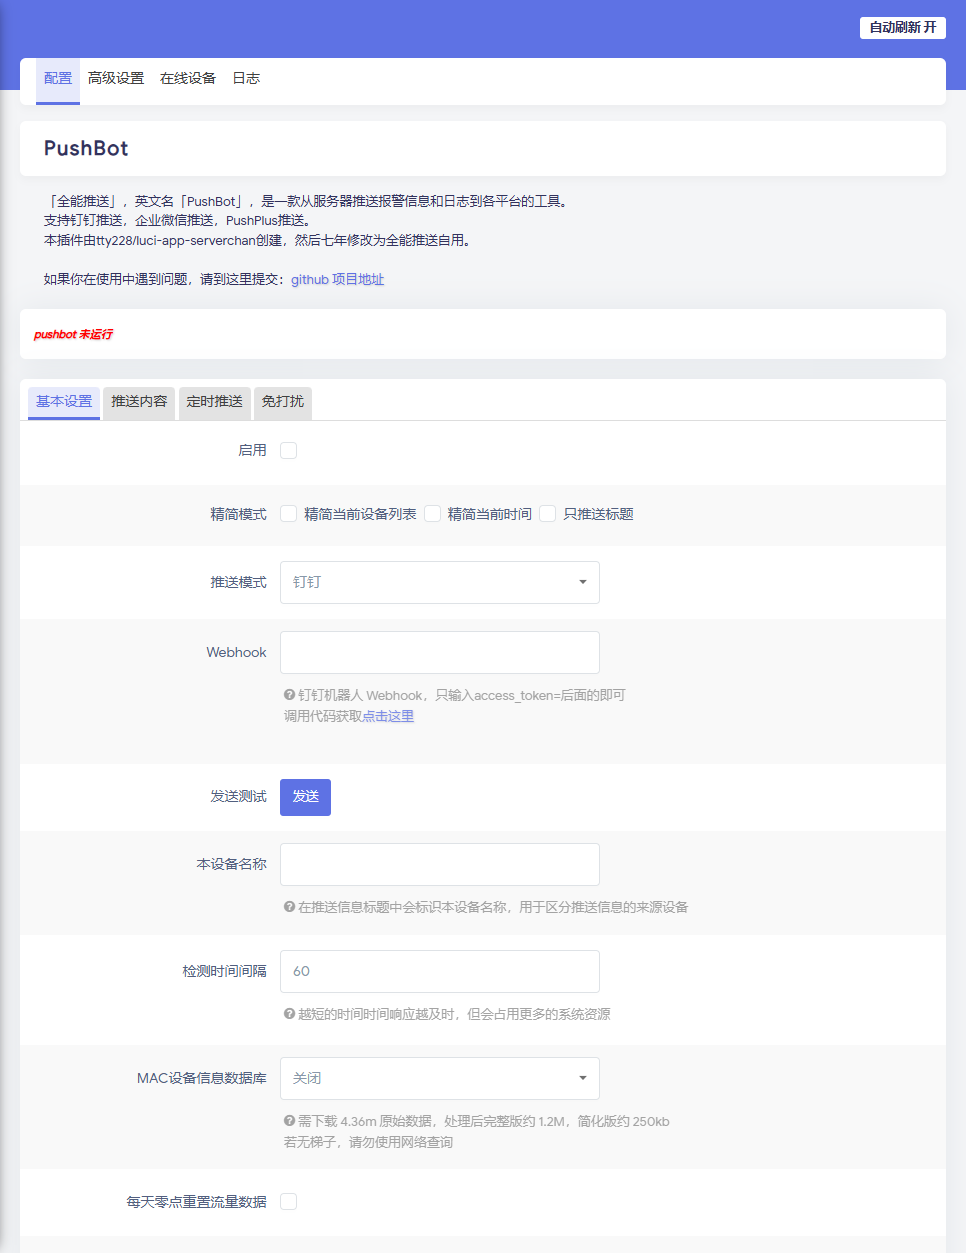 自动刷新 开
配置 高级设置 在线设备 日志
PushBot
「全能推送」，英文名「PushBot」，是一款从服务器推送报警信息和日志到各平台的工具。
支持钉钉推送，企业微信推送，PushPlus推送。
本插件由tty228/luci-app-serverchan创建，然后七年修改为全能推送自用。
如果你在使用中遇到问题，请到这里提交：github 项目地址
pushbot 未运行
基本设置 推送内容 定时推送 免打扰
启用
精简模式 精简当前设备列表 精简当前时间 只推送标题
推送模式 钉钉
Webhook
钉钉机器人 Webhook，只输入access_token=后面的即可
调用代码获取点击这里
发送测试 发送
本设备名称
在推送信息标题中会标识本设备名称，用于区分推送信息的来源设备
检测时间间隔 60
越短的时间时间响应越及时，但会占用更多的系统资源
MAC设备信息数据库 关闭
需下载 4.36m 原始数据，处理后完整版约 1.2M，简化版约 250kb
若无梯子，请勿使用网络查询
每天零点重置流量数据